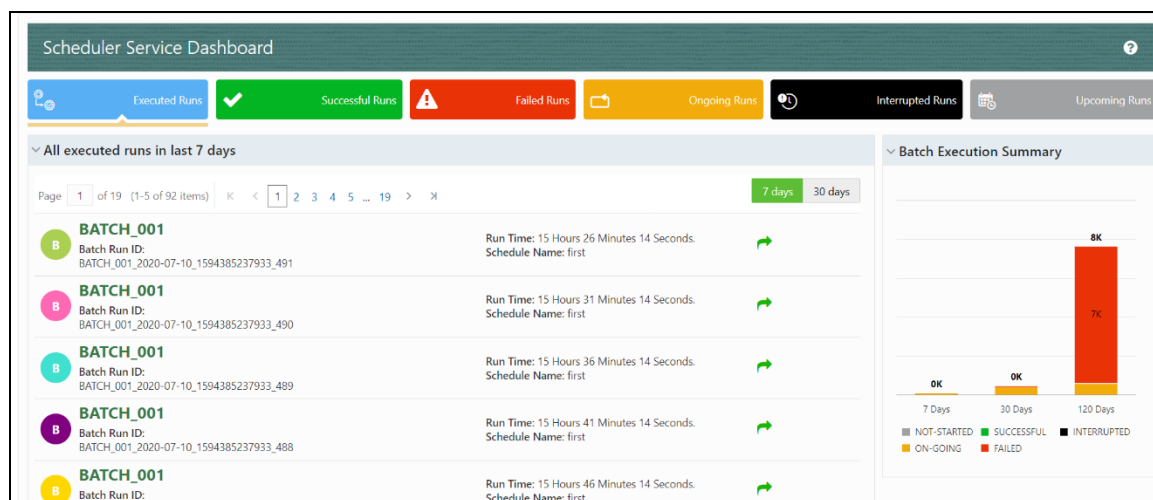 Scheduler Service Dashboard
?
Executed Runs
Successful Runs
Failed Runs
Ongoing Runs
Interrupted Runs
Upcoming Runs
All executed runs in last 7 days
Page 1 of 19 (1-5 of 92 items) K < 1 2 3 4 5 ... 19 > >|
7 days 30 days
B
BATCH_001
Batch Run ID:
BATCH_001_2020-07-10_1594385237933_491
Run Time: 15 Hours 26 Minutes 14 Seconds.
Schedule Name: first
B
BATCH_001
Batch Run ID:
BATCH_001_2020-07-10_1594385237933_490
Run Time: 15 Hours 31 Minutes 14 Seconds.
Schedule Name: first
B
BATCH_001
Batch Run ID:
BATCH_001_2020-07-10_1594385237933_489
Run Time: 15 Hours 36 Minutes 14 Seconds.
Schedule Name: first
B
BATCH_001
Batch Run ID:
BATCH_001_2020-07-10_1594385237933_488
Run Time: 15 Hours 41 Minutes 14 Seconds.
Schedule Name: first
B
BATCH_001
Batch Run ID:
Run Time: 15 Hours 46 Minutes 14 Seconds.
Schedule Name: first
Batch Execution Summary
8K
7K
0K
0K
7 Days
30 Days
120 Days
NOT-STARTED SUCCESSFUL INTERRUPTED
ON-GOING FAILED